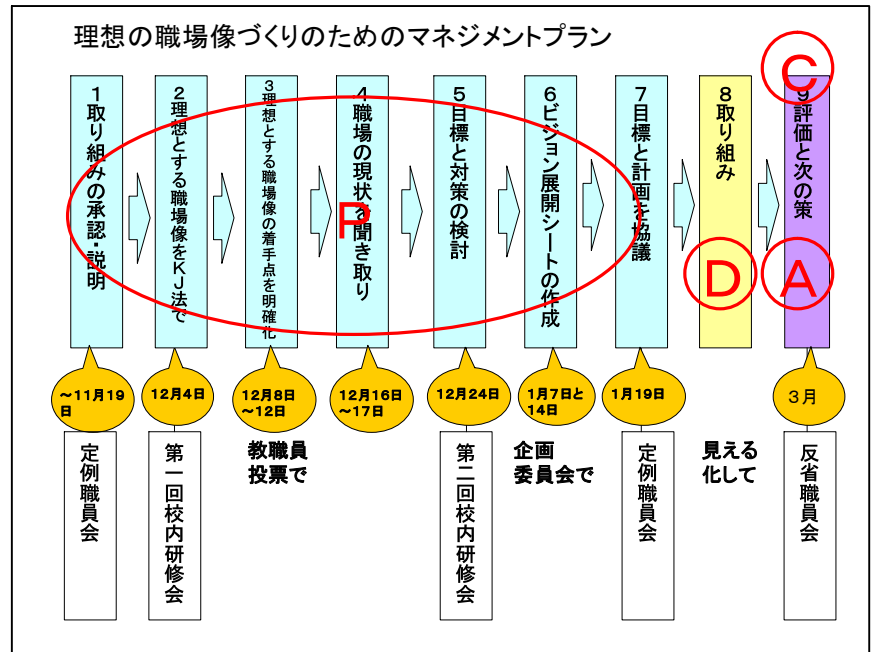 理想の職場像づくりのためのマネジメントプラン
1取り組みの承認・説明
2理想とする職場像をKJ法で
3理想とする職場像の着手点を明確化
4職場の現状を聞き取り
5目標と対策の検討
6ビジョン展開シートの作成
7目標と計画を協議
8取り組み
9評価と次の策
P
D
C
A
~11月19
日
12月4日
12月8日
~12日
12月16日
~17日
12月24日
1月7日と
14日
1月19日
3月
定例職員会
第一回校内研修会
教職員
投票で
第二回校内研修会
企画
委員会で
定例職員会
見える
化して
反省職員会